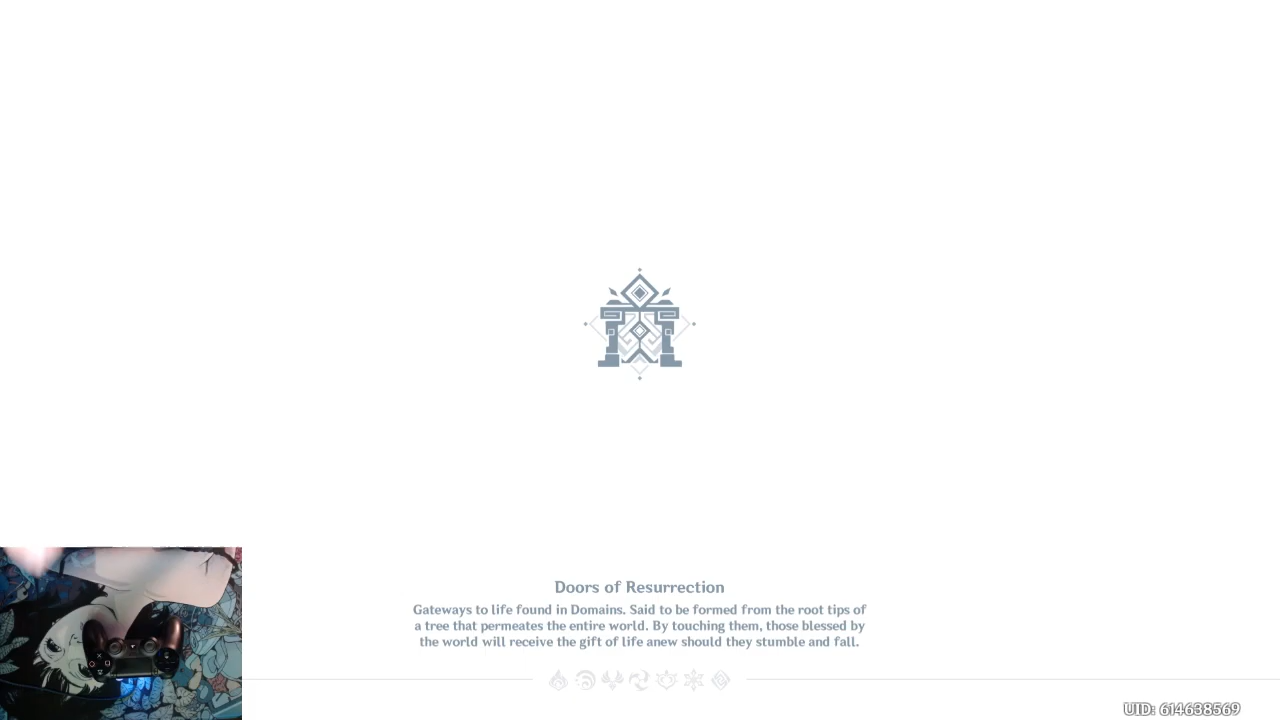 Doors of Resurrection
Gateways to life found in Domains. Said to be formed from the root tips of
a tree that permeates the entire world. By touching them, those blessed by
the world will receive the gift of life anew should they stumble and fall.
UID: 614638569